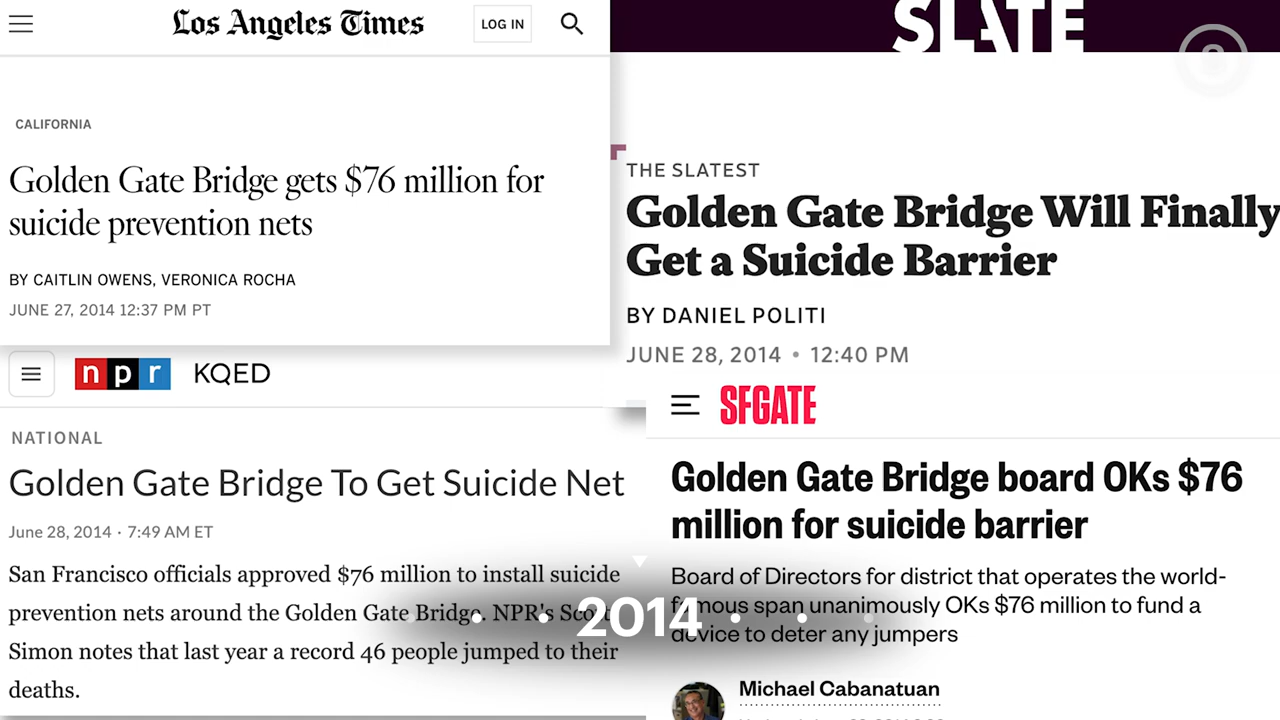 Los Angeles Times
LOG IN
CALIFORNIA
Golden Gate Bridge gets $76 million for
suicide prevention nets
BY CAITLIN OWENS, VERONICA ROCHA
JUNE 27, 2014 12:37 PM PT
SLATE
THE SLATEST
Golden Gate Bridge Will Finally
Get a Suicide Barrier
BY DANIEL POLITI
JUNE 28, 2014 • 12:40 PM
npr KQED
NATIONAL
Golden Gate Bridge To Get Suicide Net
June 28, 2014 · 7:49 AM ET
San Francisco officials approved $76 million to install suicide
prevention nets around the Golden Gate Bridge. NPR's Scott
Simon notes that last year a record 46 people jumped to their
deaths.
SFGATE
Golden Gate Bridge board OKs $76
million for suicide barrier
Board of Directors for district that operates the world-
famous span unanimously OKs $76 million to fund a
device to deter any jumpers
Michael Cabanatuan
2014